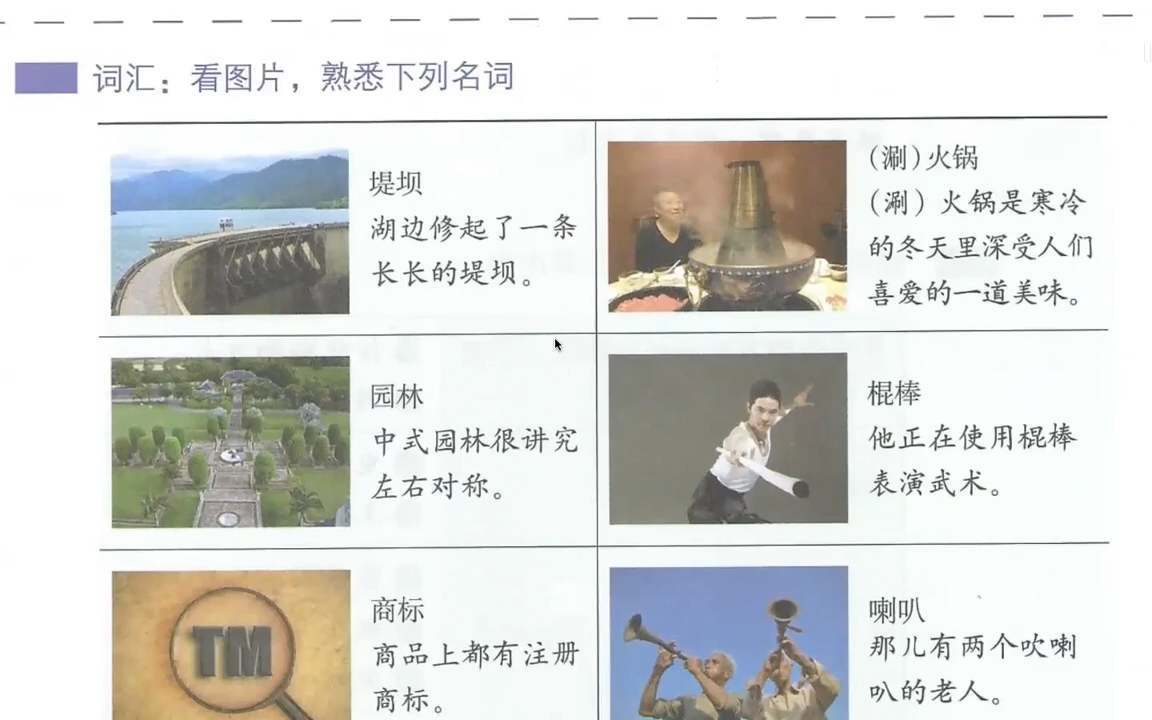 词汇：看图片，熟悉下列名词
堤坝
湖边修起了一条
长长的堤坝。
(涮)火锅
(涮) 火锅是寒冷
的冬天里深受人们
喜爱的一道美味。
园林
中式园林很讲究
左右对称。
棍棒
他正在使用棍棒
表演武术。
商标
商品上都有注册
商标。
TM
喇叭
那儿有两个吹喇
叭的老人。